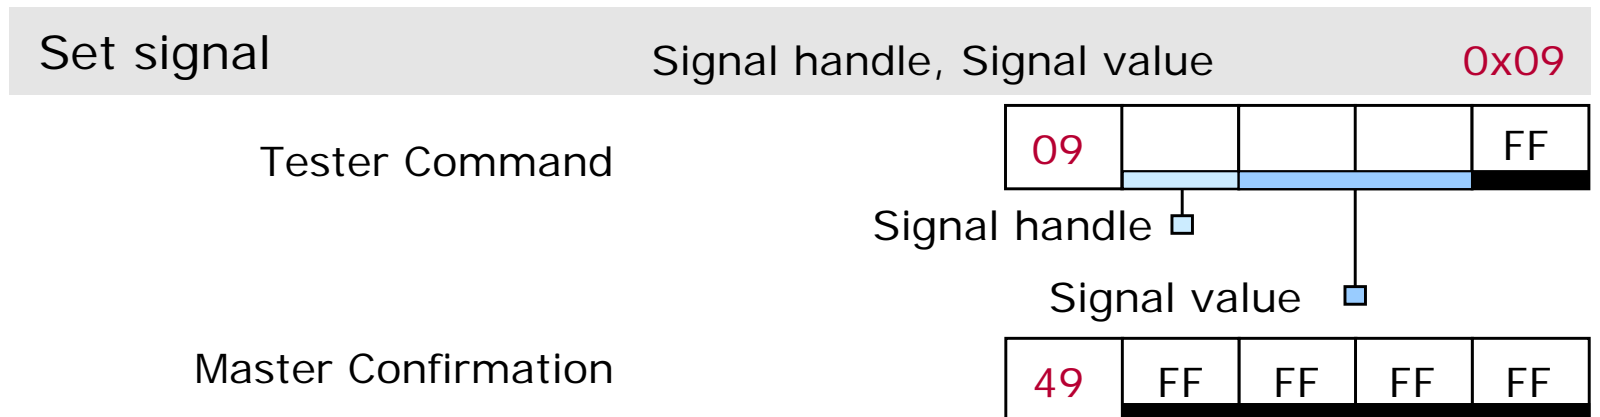 Set signal Signal handle, Signal value 0x09
Tester Command 09 FF
Signal handle
Signal value
Master Confirmation 49 FF FF FF FF